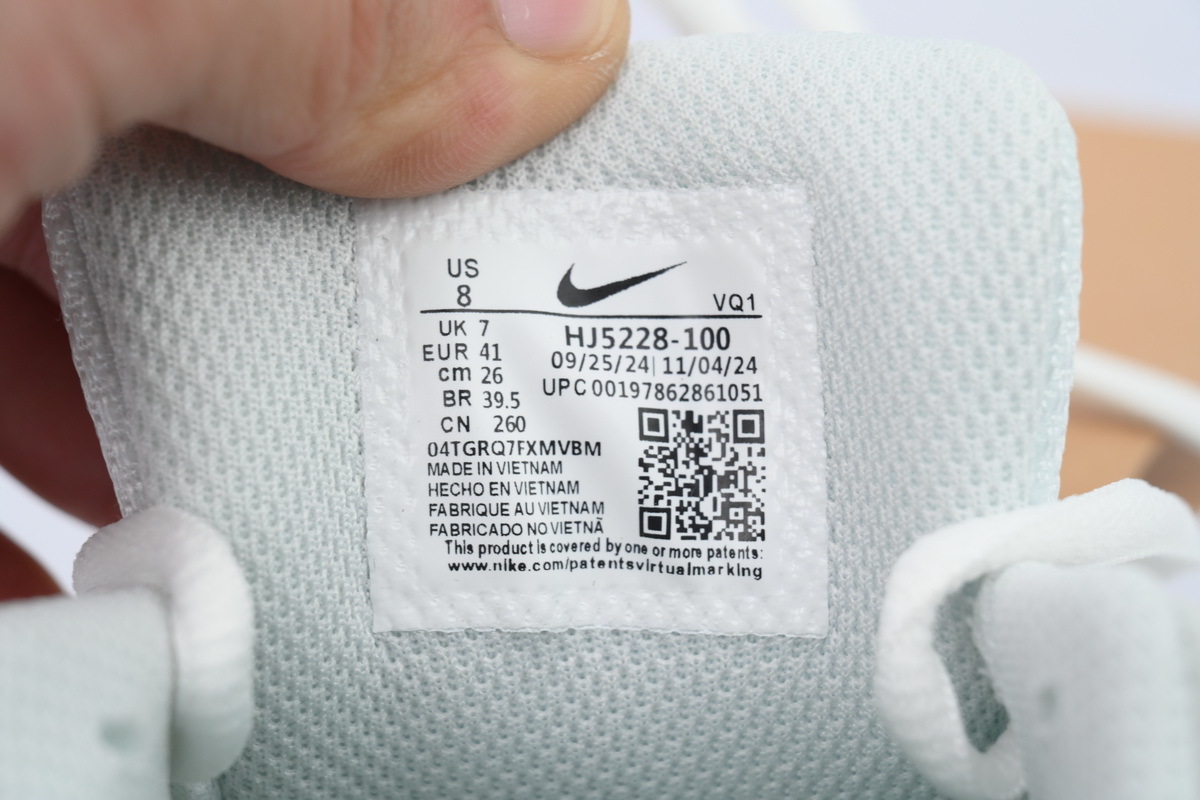 US
8
VQ1
UK 7
EUR 41
cm 26
BR 39.5
CN 260
HJ5228-100
09/25/24| 11/04/24
UPC 00197862861051
04TGRQ7FXMVBM
MADE IN VIETNAM
HECHO EN VIETNAM
FABRIQUE AU VIETNAM
FABRICADO NO VIETNÃ
This product is covered by one or more patents:
www.nike.com/patentsvirtualmarking